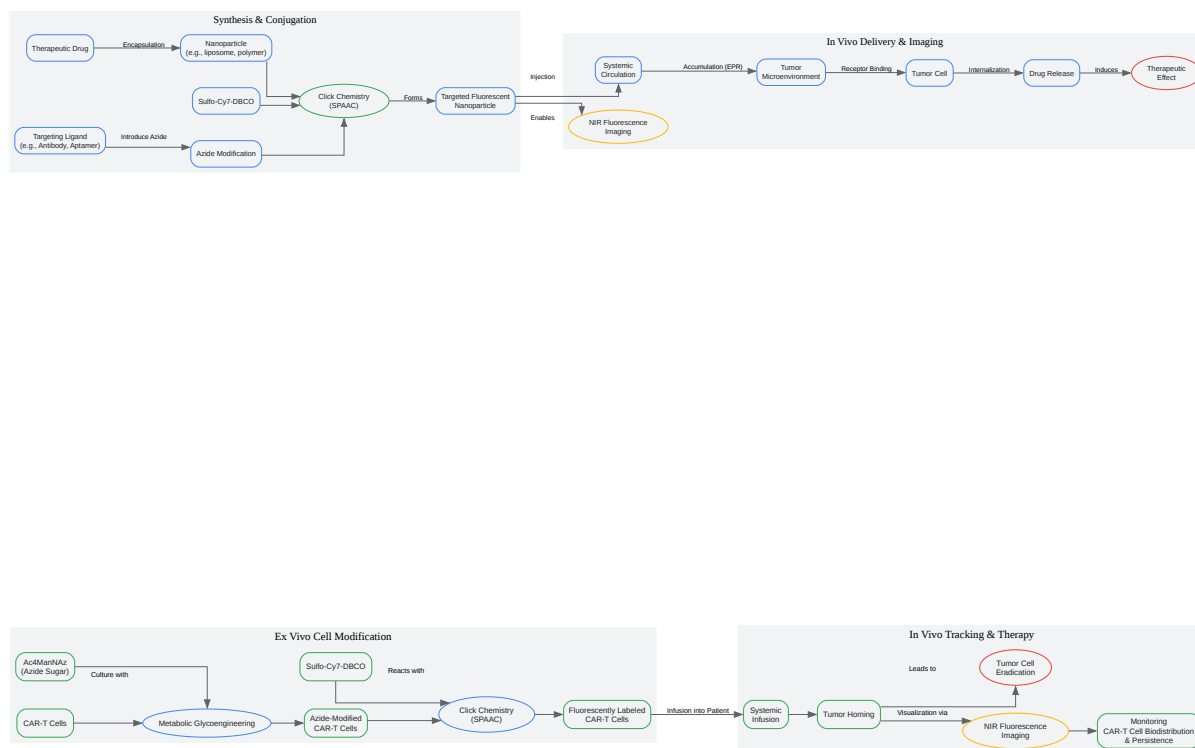 Synthesis & Conjugation
Therapeutic Drug
Encapsulation
Nanoparticle
(e.g., liposome, polymer)
Sulfo-Cy7-DBCO
Click Chemistry
(SPAAC)
Forms
Targeted Fluorescent
Nanoparticle
Targeting Ligand
(e.g., Antibody, Aptamer)
Introduce Azide
Azide Modification
Injection
Enables
In Vivo Delivery & Imaging
Systemic
Circulation
Accumulation (EPR)
Tumor
Microenvironment
Receptor Binding
Tumor Cell
Internalization
Drug Release
Induces
Therapeutic
Effect
NIR Fluorescence
Imaging
Ex Vivo Cell Modification
Ac4ManNAz
(Azide Sugar)
Culture with
CAR-T Cells
Metabolic Glycoengineering
Sulfo-Cy7-DBCO
Reacts with
Azide-Modified
CAR-T Cells
Click Chemistry
(SPAAC)
Fluorescently Labeled
CAR-T Cells
Infusion into Patient
In Vivo Tracking & Therapy
Systemic
Infusion
Tumor Homing
Leads to
Tumor Cell
Eradication
Visualization via
NIR Fluorescence
Imaging
Monitoring
CAR-T Cell Biodistribution
& Persistence